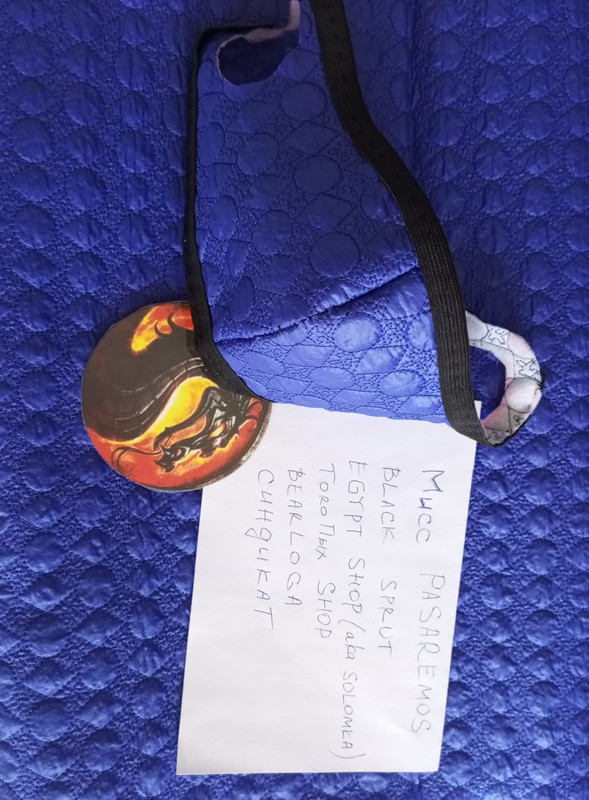 Мисс PASAREMOS
BLACK SPRUT
EGYPT SHOP (aka SOLOMKA)
ТОРОПЫХ SHOP
BEARLOGA
СИНДИКАТ